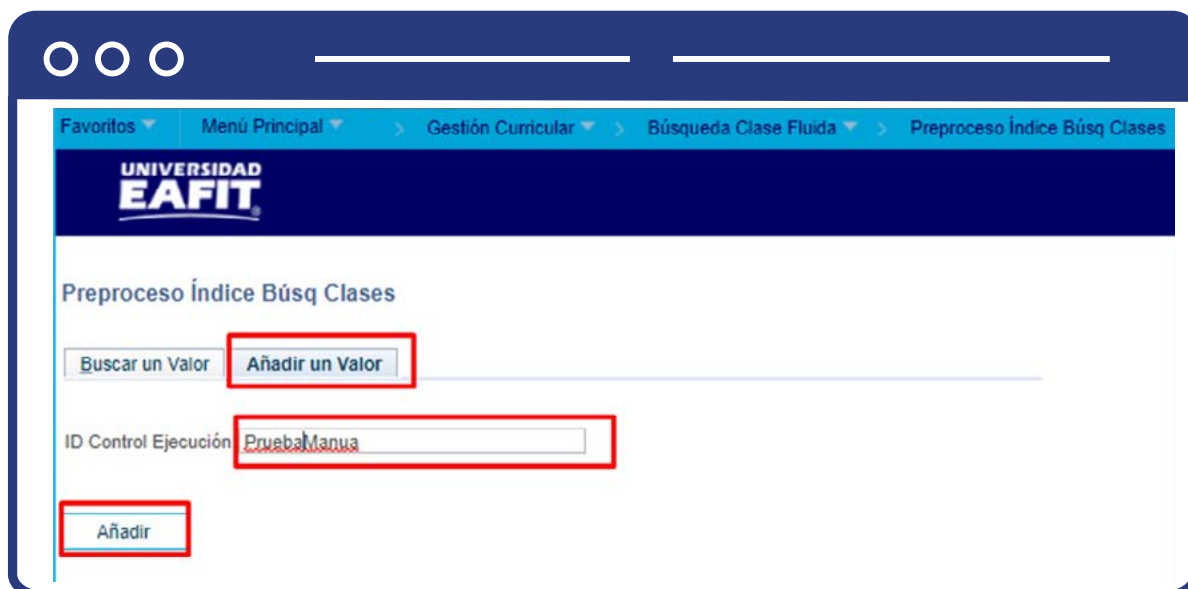 Favoritos Menú Principal > Gestión Curricular > Búsqueda Clase Fluida > Preproceso Índice Búsq Clases
UNIVERSIDAD
EAFIT®
Preproceso Índice Búsq Clases
Buscar un Valor Añadir un Valor
ID Control Ejecución PruebaManua
Añadir